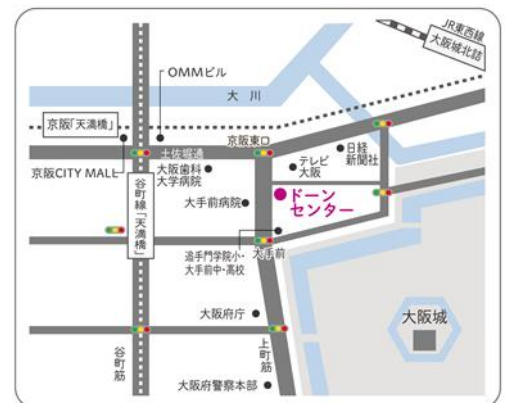 JR東西線
大阪城北詰
OMMビル
大 川
京阪「天満橋」
京阪東口
土佐堀通
日経
新聞社
テレビ
大阪
大阪歯科
大学病院
京阪CITY MALL
谷町線「天満橋」
大手前病院
ドーン
センター
追手門学院小・
大手前中・高校
大手前
大阪府庁
大阪城
谷町筋
上町筋
大阪府警察本部